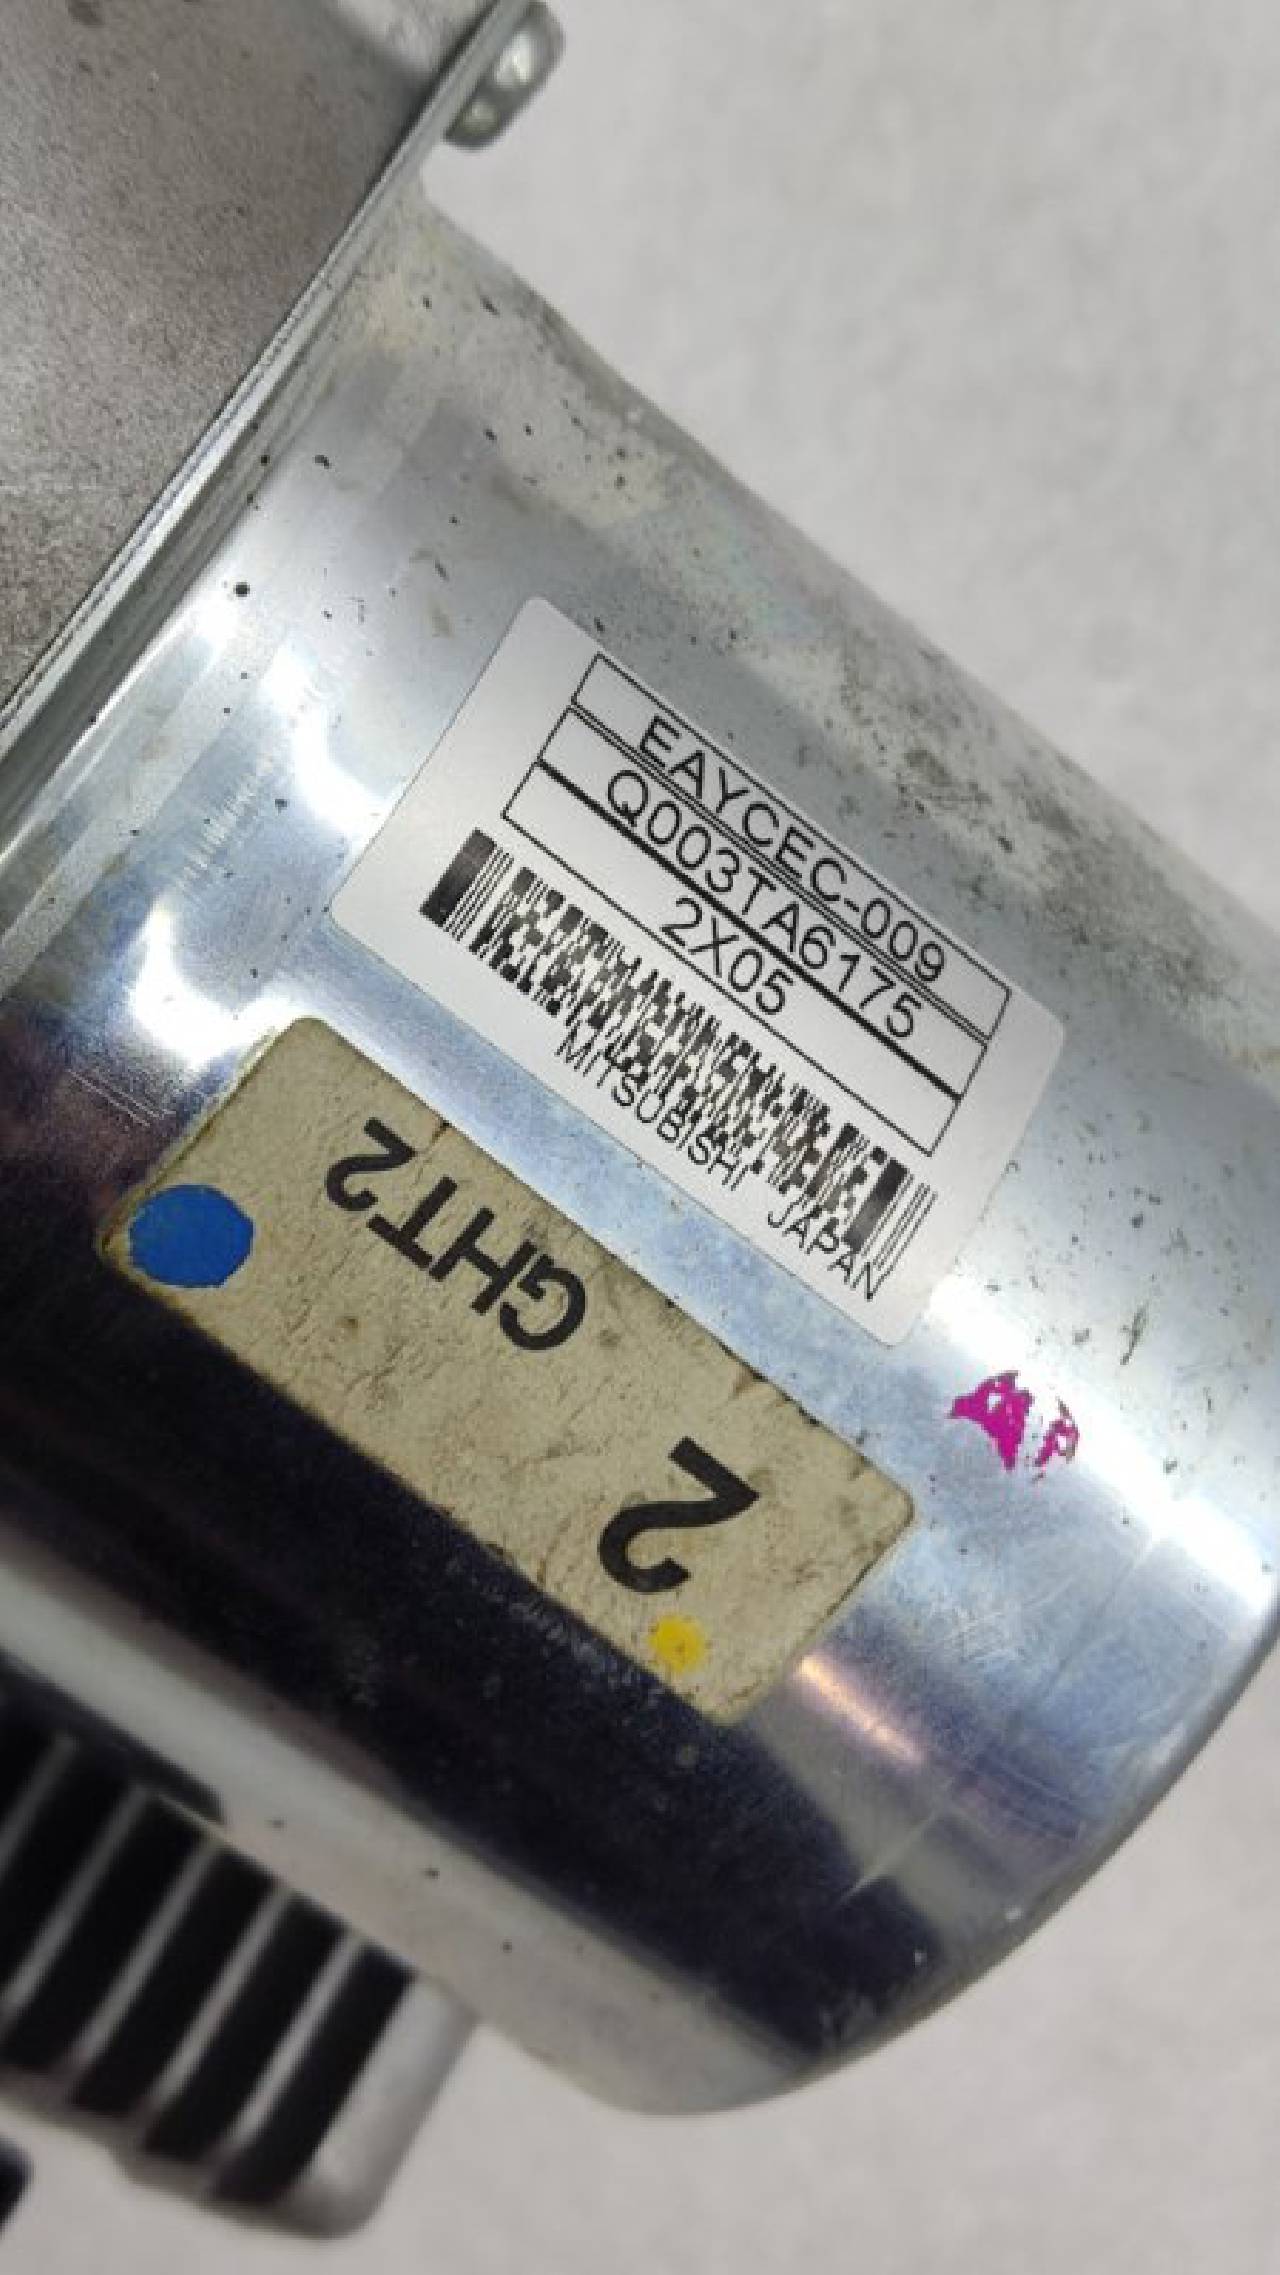 EAYCEC-009
Q003TA6175
2X05
MITSUBISHI JAPAN
GHT2
2